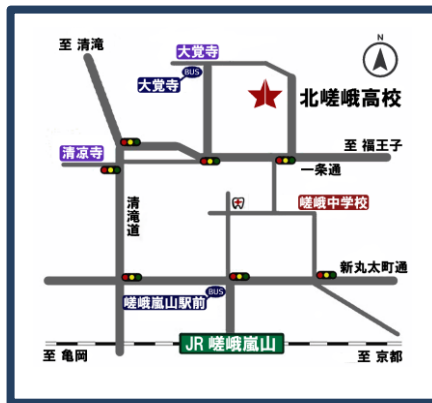 至 清滝
大覚寺
BUS
大覚寺
N
北嵯峨高校
至 福王子
清凉寺
一条通
清滝道
嵯峨中学校
新丸太町通
BUS
嵯峨嵐山駅前
JR 嵯峨嵐山
至 亀岡
至 京都